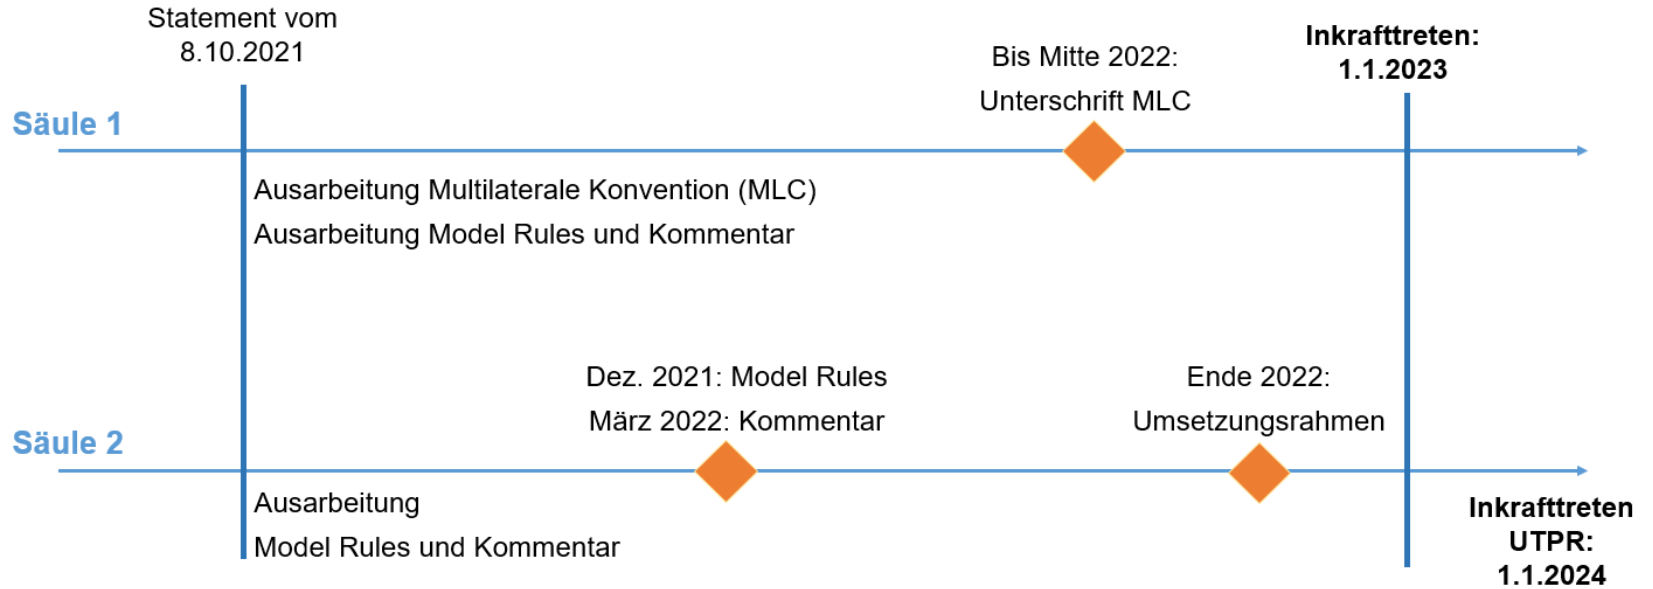 Statement vom
8.10.2021
Inkrafttreten:
1.1.2023
Bis Mitte 2022:
Unterschrift MLC
Säule 1
Ausarbeitung Multilaterale Konvention (MLC)
Ausarbeitung Model Rules und Kommentar
Dez. 2021: Model Rules
März 2022: Kommentar
Ende 2022:
Umsetzungsrahmen
Säule 2
Ausarbeitung
Model Rules und Kommentar
Inkrafttreten
UTPR:
1.1.2024